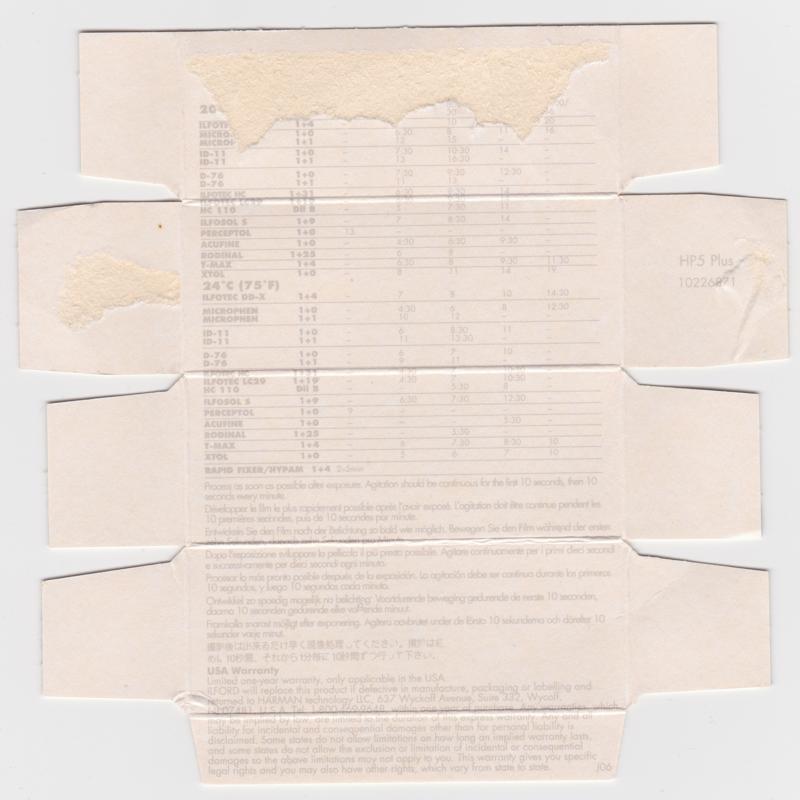 20
ILFOT 1+4 – 10 20
MICRO 1+0 – 6:30 8 11 16
MICROP 1+1 – 12 15
ID-11 1+0 – 7:30 10:30 14
ID-11 1+1 – 13 16:30
D-76 1+0 – 7:30 9:30 12:30
D-76 1+1 – 11 13
ILFOTEC HC 1+31
HC 110 Dil B
ILFOSOL S 1+9 – 7 8:30 14 –
PERCEPTOL 1+0 13 – – – –
ACUFINE 1+0 – 4:30 6:30 9:30 –
RODINAL 1+25 – 6 8 – –
T-MAX 1+4 – 6:30 8 9:30 11:30
XTOL 1+0 – 8 11 14 19
HP5 Plus
10226871
24°C (75°F)
ILFOTEC DD-X 1+4 – 7 8 10 14:30
MICROPHEN 1+0 – 4:30 6 8 12:30
MICROPHEN 1+1 – 10 12
ID-11 1+0 – 6 8:30 11
ID-11 1+1 – 11 13:30
D-76 1+0 – 6 7 10
D-76 1+1 – 9 11
ILFOTEC HC 1+31
ILFOTEC LC29 1+19
HC 110 Dil B 5:30 8
ILFOSOL S 1+9 – 6:30 7:30 12:30 –
PERCEPTOL 1+0 9 – – – –
ACUFINE 1+0 – – – 5:30 –
RODINAL 1+25 – – 5:30 – –
T-MAX 1+4 – 6 7:30 8:30 10
XTOL 1+0 – 5 6 7 10
RAPID FIXER/HYPAM 1+4 2-5min
Process as soon as possible after exposure. Agitation should be continuous for the first 10 seconds, then 10
seconds every minute.
Développer le film le plus rapidement possible après l'avoir exposé. L'agitation doit être continue pendent les
10 premières secondes, puis de 10 secondes par minute.
Entwickeln Sie den Film nach der Belichtung so bald wie möglich. Bewegen Sie den Film während der ersten
Dopo l'esposizione sviluppare la pellicola il più presto possibile. Agitare continuamente per i primi dieci secondi
e successivamente per dieci secondi ogni minuto.
Procesar lo más pronto posible después de la exposición. La agitación debe ser continua durante los primeros
10 segundos, y luego 10 segundos cada minuto.
Ontwikkel zo spoedig mogelijk na belichting. Voortdurende beweging gedurende de eerste 10 seconden,
daarna 10 seconden gedurende elke volgende minuut.
Framkalla snarast möjligt efter exponering. Agitera oavbrutet under de första 10 sekunderna och därefter 10
sekunder varje minut.
撮影後は出来るだけ早く現像処理してください。撹拌は初
めに10秒間、それから1分毎に10秒間ずつ行って下さい。
USA Warranty
Limited one-year warranty, only applicable in the USA
ILFORD will replace this product if defective in manufacture, packaging or labelling and
returned to HARMAN technology LLC, 637 Wyckoff Avenue, Suite 332, Wycoff,
may be implied by law, are limited to the duration of this express warranty. Any and all
liability for incidental and consequential damages other than for personal liability is
disclaimed. Some states do not allow limitations on how long an implied warranty lasts,
and some states do not allow the exclusion or limitation of incidental or consequential
damages so the above limitations may not apply to you. This warranty gives you specific
legal rights and you may also have other rights, which vary from state to state. J06